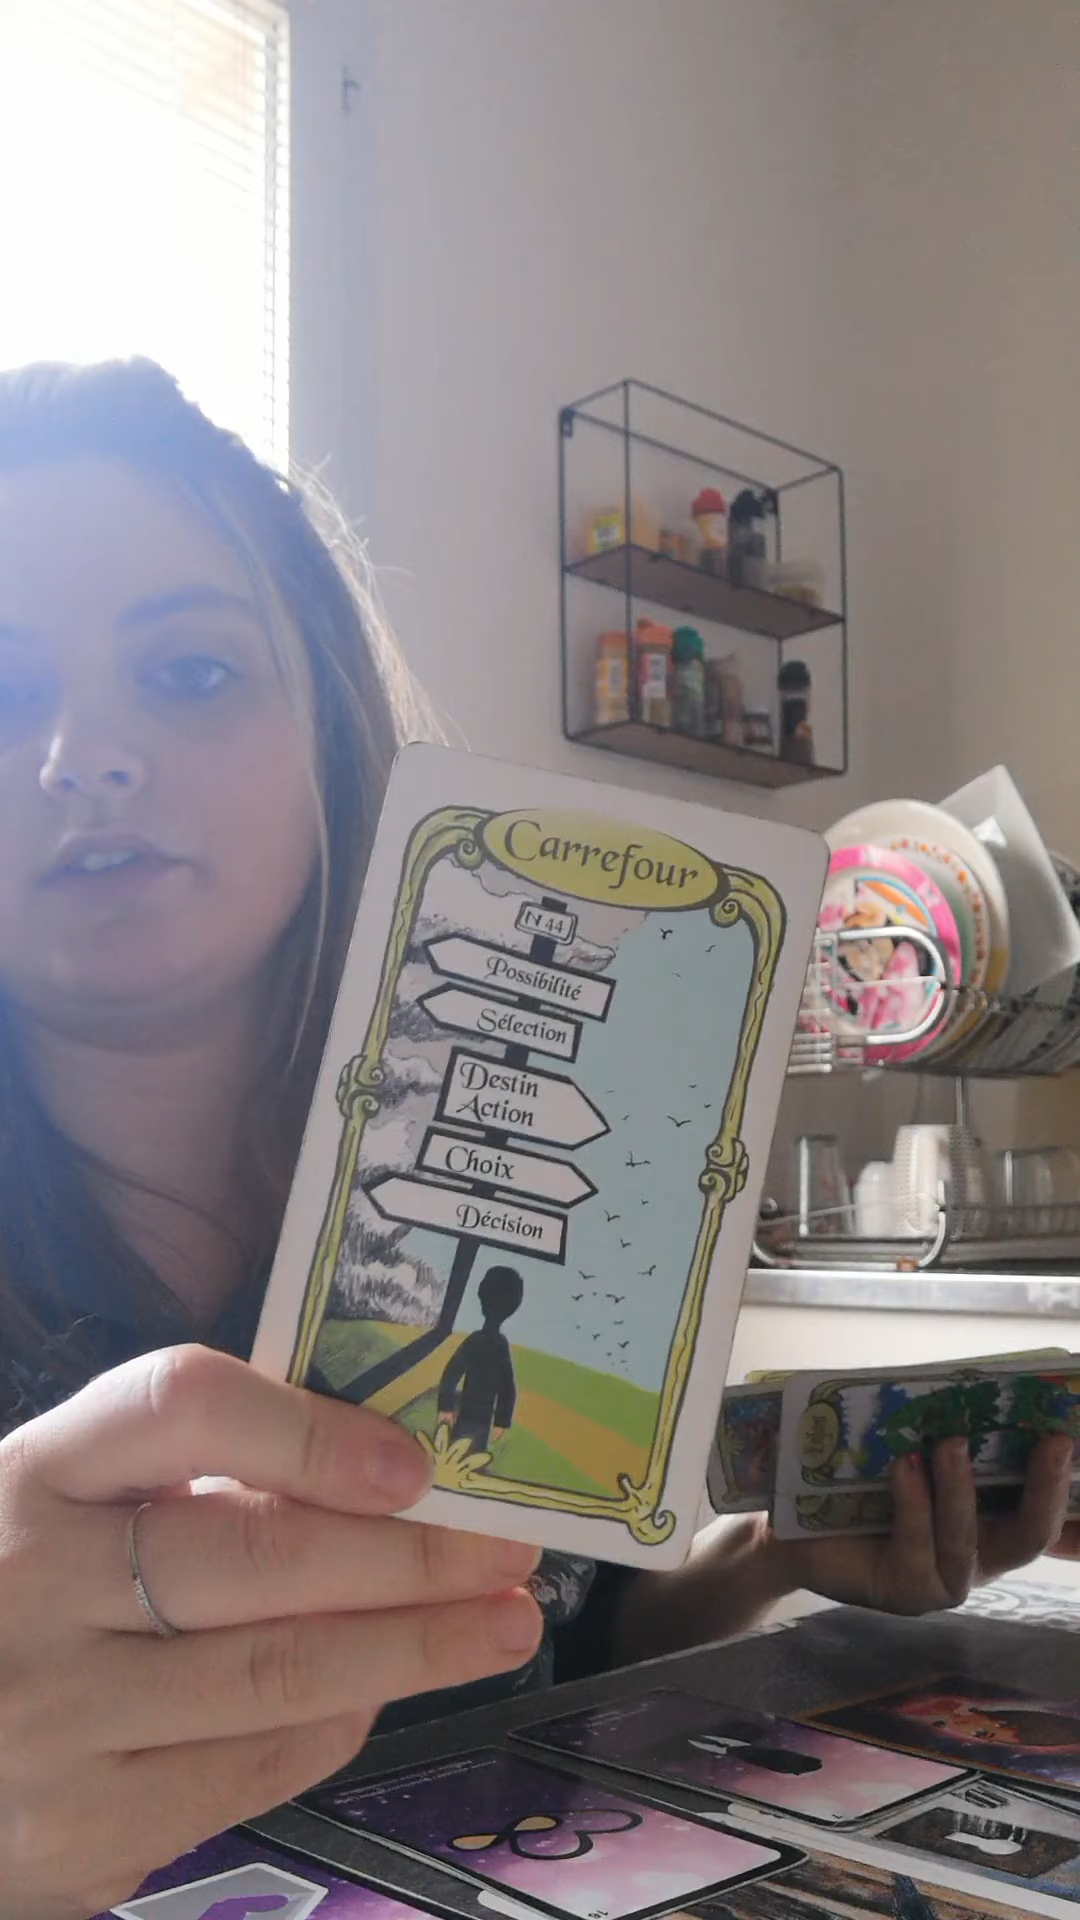 Carrefour
N 44
Possibilité
Sélection
Destin
Action
Choix
Décision